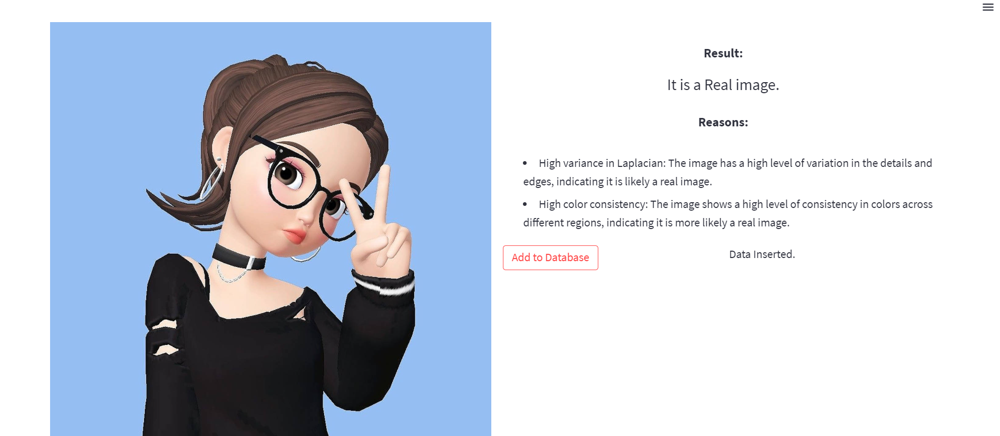 Result:
It is a Real image.
Reasons:
• High variance in Laplacian: The image has a high level of variation in the details and
edges, indicating it is likely a real image.
• High color consistency: The image shows a high level of consistency in colors across
different regions, indicating it is more likely a real image.
Add to Database
Data Inserted.